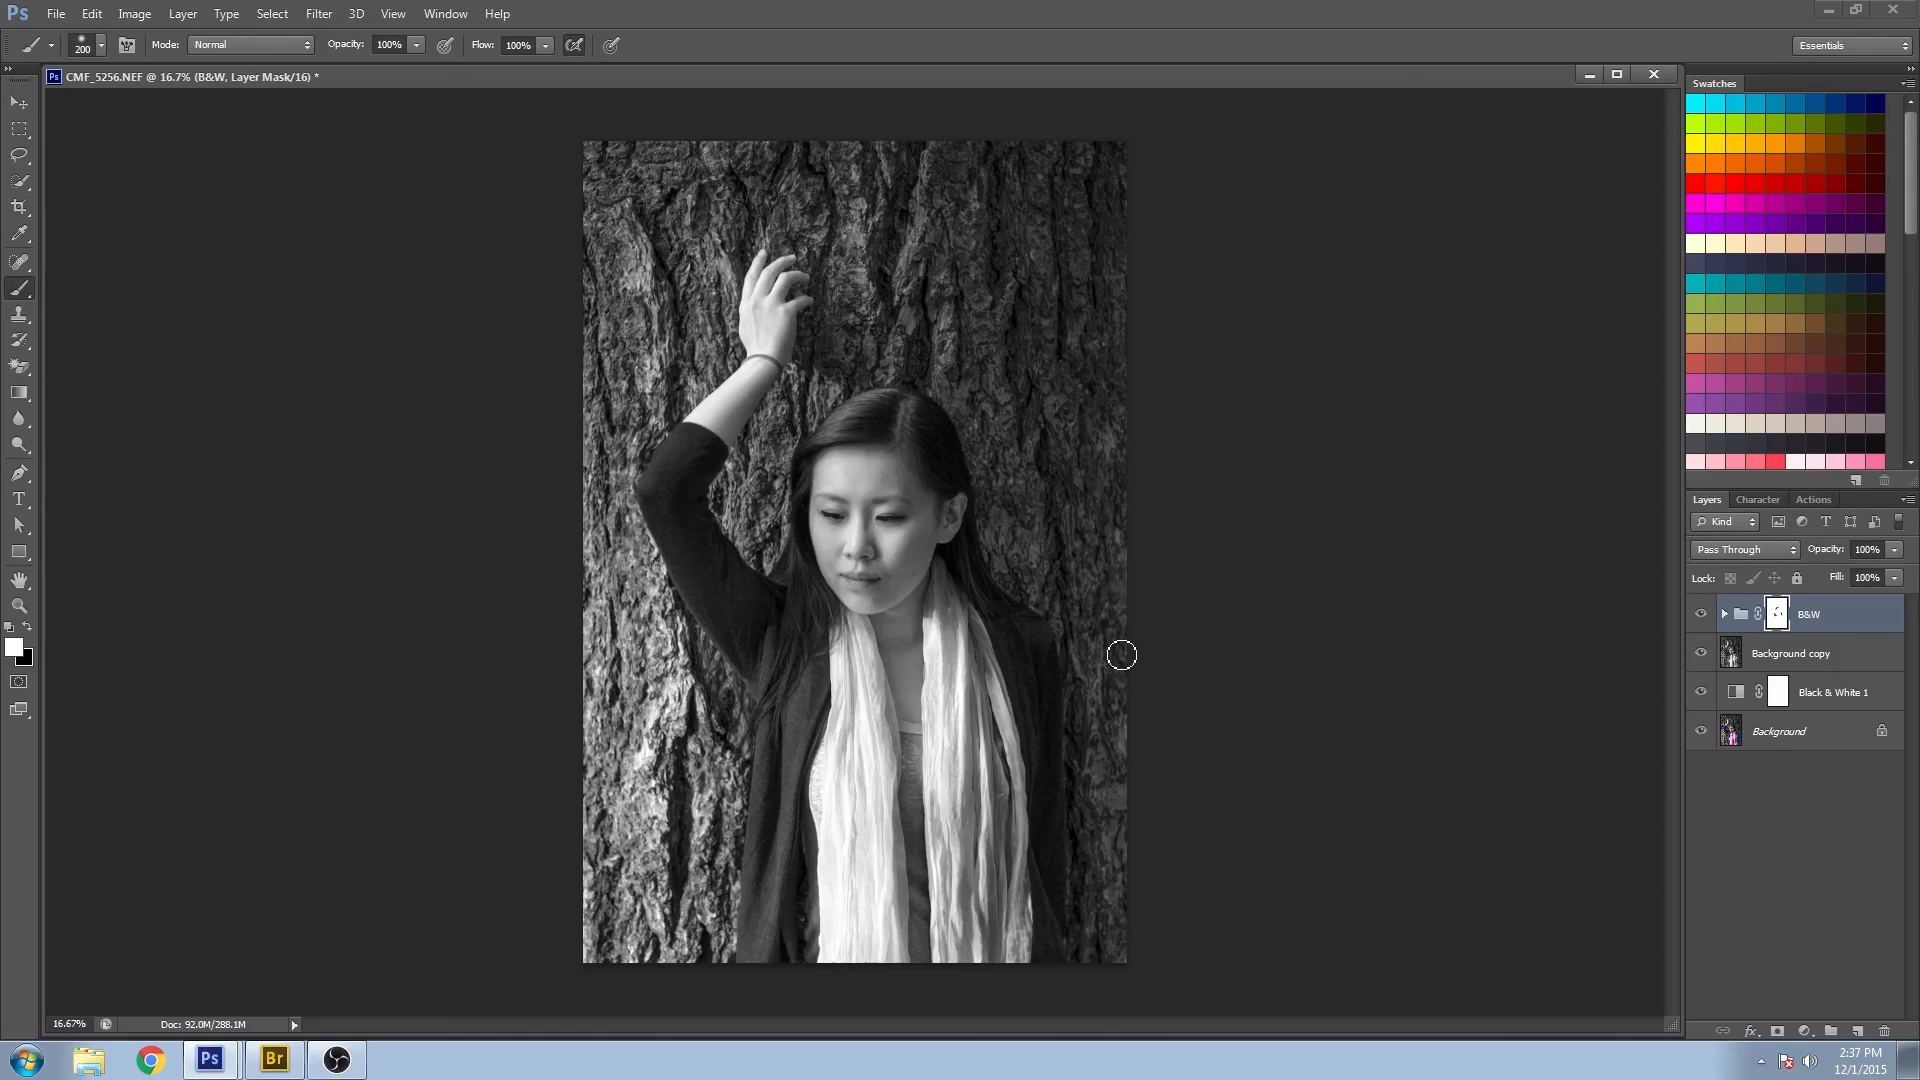 Ps File Edit Image Layer Type Select Filter 3D View Window Help
200 Mode: Normal Opacity: 100% Flow: 100% Essentials
Ps CMF_5256.NEF @ 16.7% (B&W, Layer Mask/16) *
Swatches
Layers Character Actions
Kind
Pass Through Opacity: 100%
Lock: Fill: 100%
B&W
Background copy
Black & White 1
Background
16.67% Doc: 92.0M/288.1M
fx
Ps Br 2:37 PM
12/1/2015